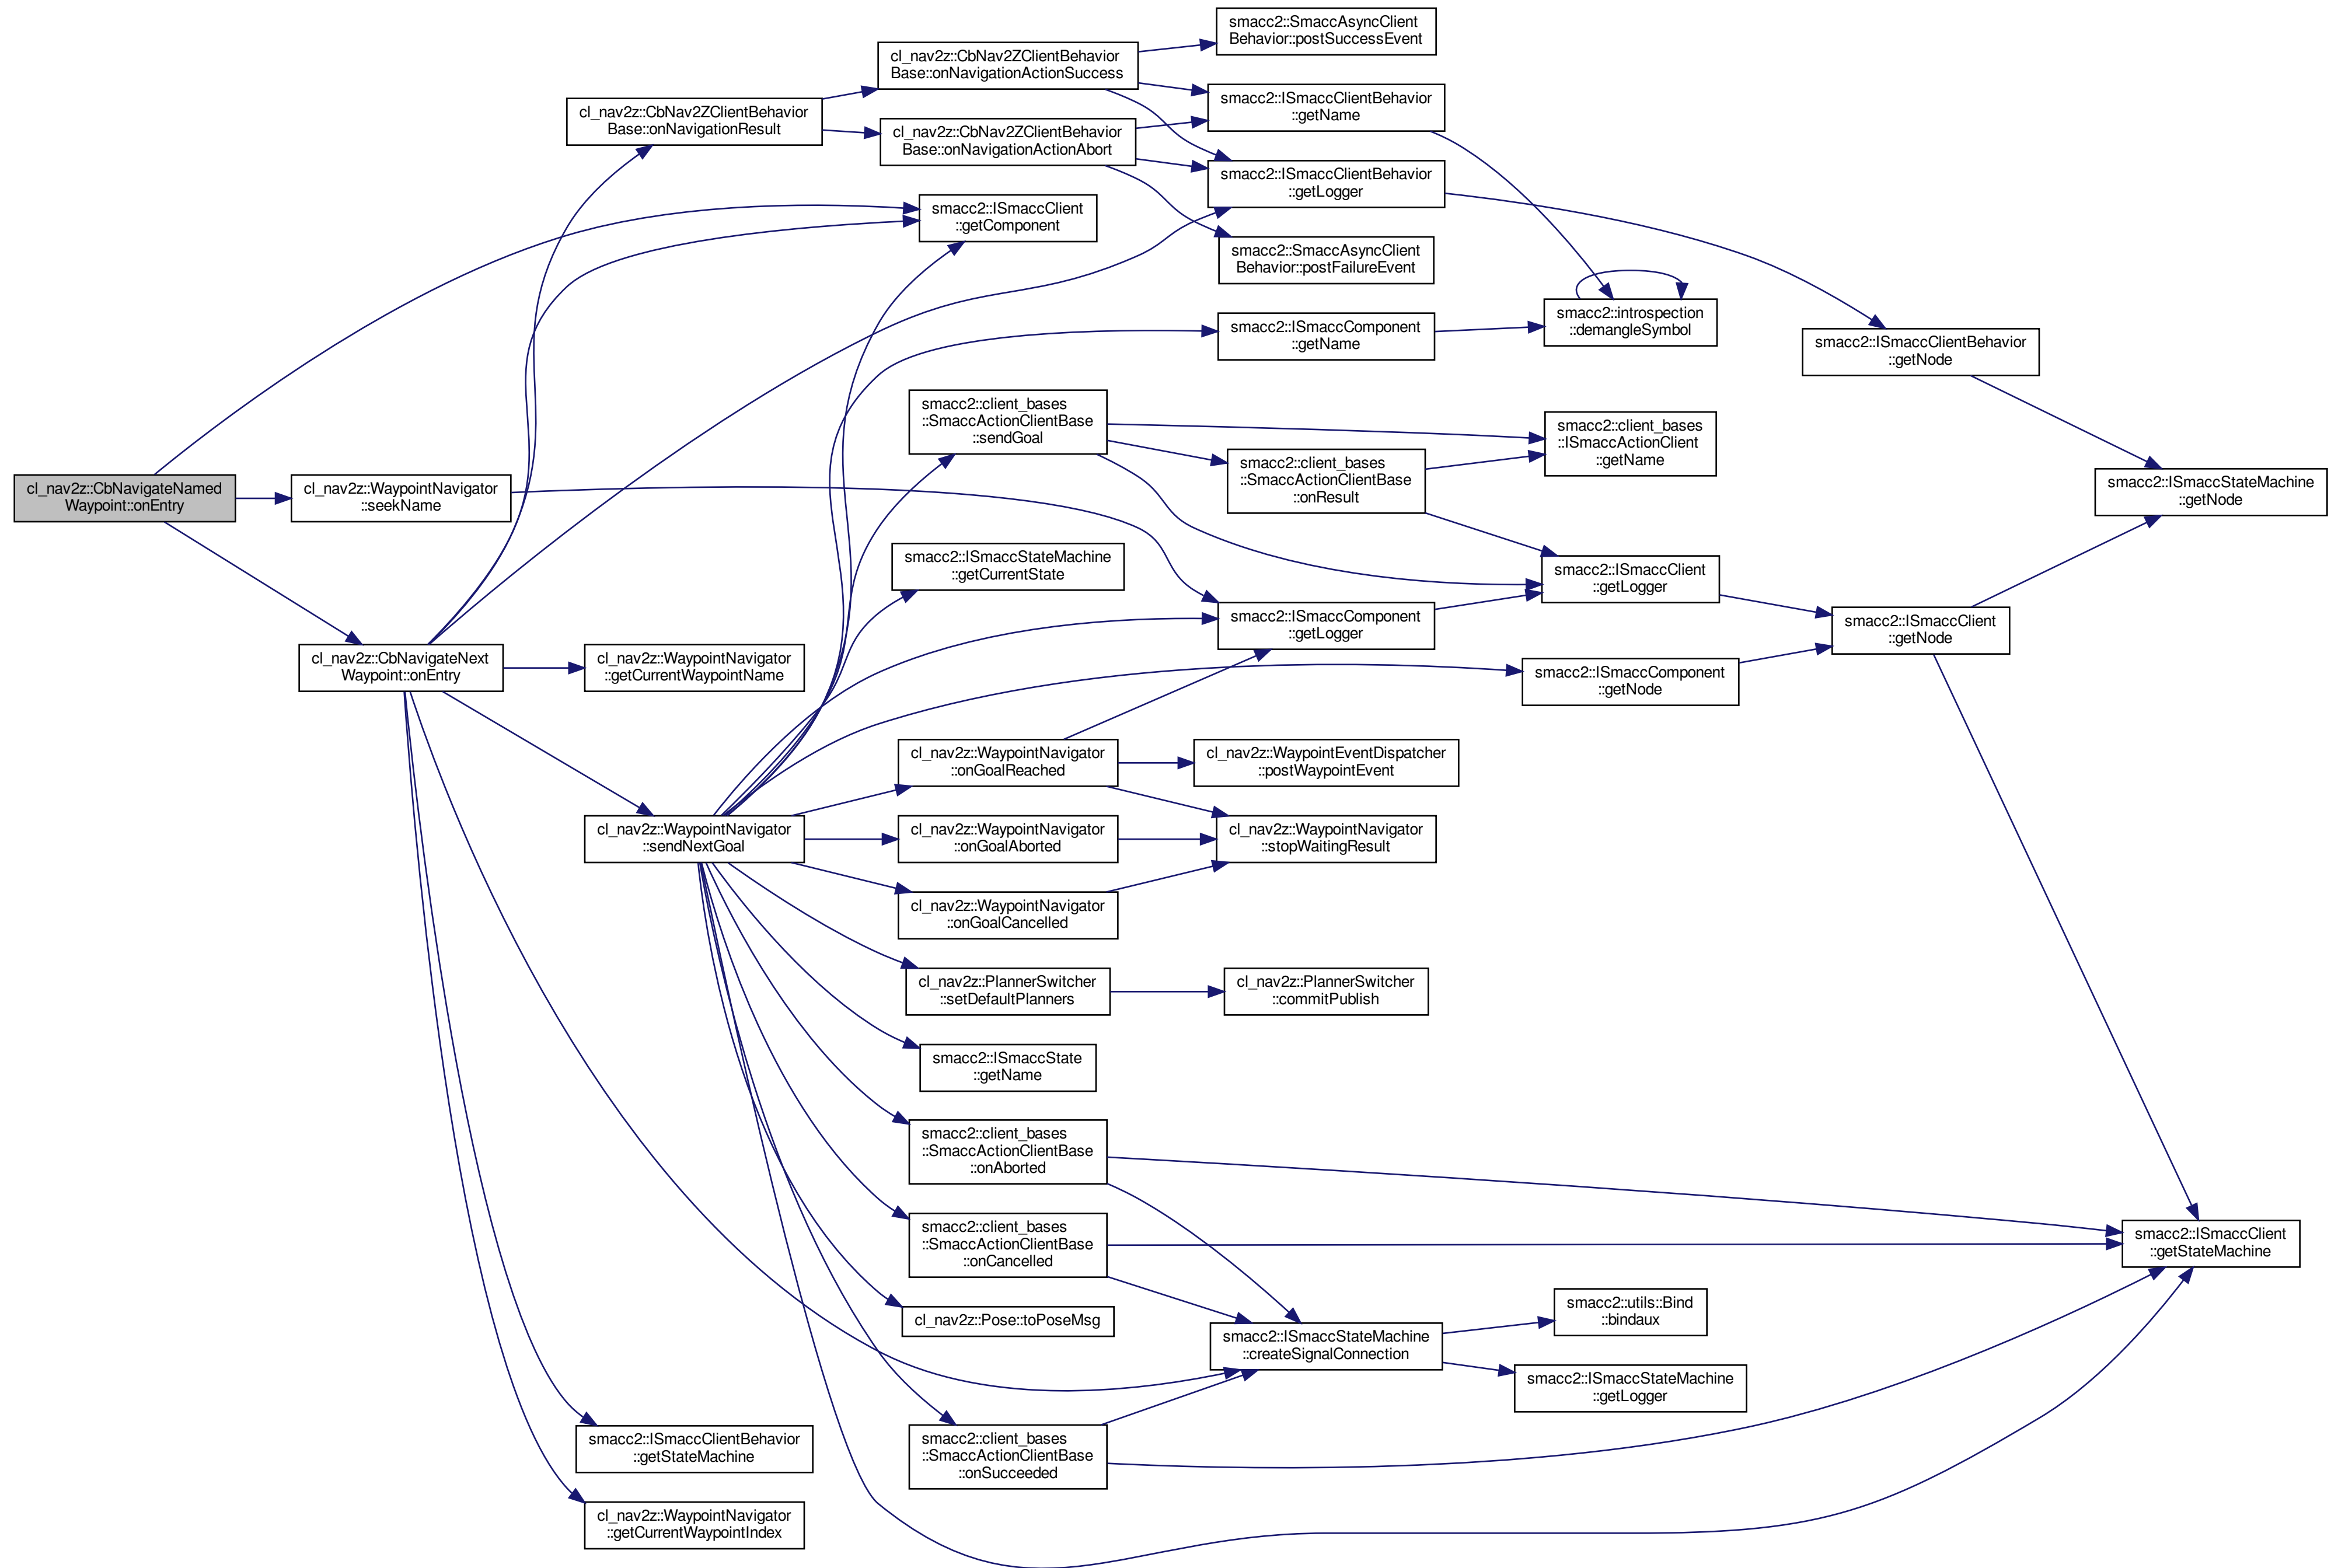 cl_nav2z::CbNavigateNamed
Waypoint::onEntry
cl_nav2z::WaypointNavigator
::seekName
cl_nav2z::CbNavigateNext
Waypoint::onEntry
cl_nav2z::CbNav2ZClientBehavior
Base::onNavigationResult
cl_nav2z::WaypointNavigator
::getCurrentWaypointName
cl_nav2z::WaypointNavigator
::sendNextGoal
smacc2::ISmaccClientBehavior
::getStateMachine
cl_nav2z::WaypointNavigator
::getCurrentWaypointIndex
cl_nav2z::CbNav2ZClientBehavior
Base::onNavigationActionSuccess
cl_nav2z::CbNav2ZClientBehavior
Base::onNavigationActionAbort
smacc2::ISmaccClient
::getComponent
smacc2::client_bases
::SmaccActionClientBase
::sendGoal
smacc2::ISmaccStateMachine
::getCurrentState
cl_nav2z::WaypointNavigator
::onGoalReached
cl_nav2z::WaypointNavigator
::onGoalAborted
cl_nav2z::WaypointNavigator
::onGoalCancelled
cl_nav2z::PlannerSwitcher
::setDefaultPlanners
smacc2::ISmaccState
::getName
smacc2::client_bases
::SmaccActionClientBase
::onAborted
smacc2::client_bases
::SmaccActionClientBase
::onCancelled
cl_nav2z::Pose::toPoseMsg
smacc2::client_bases
::SmaccActionClientBase
::onSucceeded
smacc2::SmaccAsyncClient
Behavior::postSuccessEvent
smacc2::ISmaccClientBehavior
::getName
smacc2::ISmaccClientBehavior
::getLogger
smacc2::SmaccAsyncClient
Behavior::postFailureEvent
smacc2::ISmaccComponent
::getName
smacc2::client_bases
::SmaccActionClientBase
::onResult
smacc2::ISmaccComponent
::getLogger
cl_nav2z::WaypointEventDispatcher
::postWaypointEvent
cl_nav2z::WaypointNavigator
::stopWaitingResult
cl_nav2z::PlannerSwitcher
::commitPublish
smacc2::ISmaccStateMachine
::createSignalConnection
smacc2::introspection
::demangleSymbol
smacc2::client_bases
::ISmaccActionClient
::getName
smacc2::ISmaccClient
::getLogger
smacc2::ISmaccComponent
::getNode
smacc2::utils::Bind
::bindaux
smacc2::ISmaccStateMachine
::getLogger
smacc2::ISmaccClientBehavior
::getNode
smacc2::ISmaccClient
::getNode
smacc2::ISmaccStateMachine
::getNode
smacc2::ISmaccClient
::getStateMachine